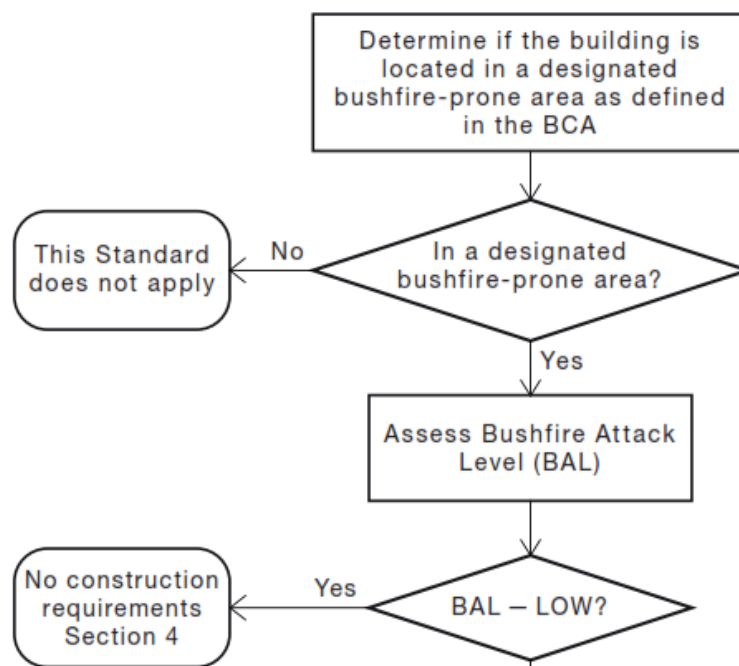 Determine if the building is
located in a designated
bushfire-prone area as defined
in the BCA
This Standard
does not apply
No
In a designated
bushfire-prone area?
Yes
Assess Bushfire Attack
Level (BAL)
No construction
requirements
Section 4
Yes
BAL – LOW?